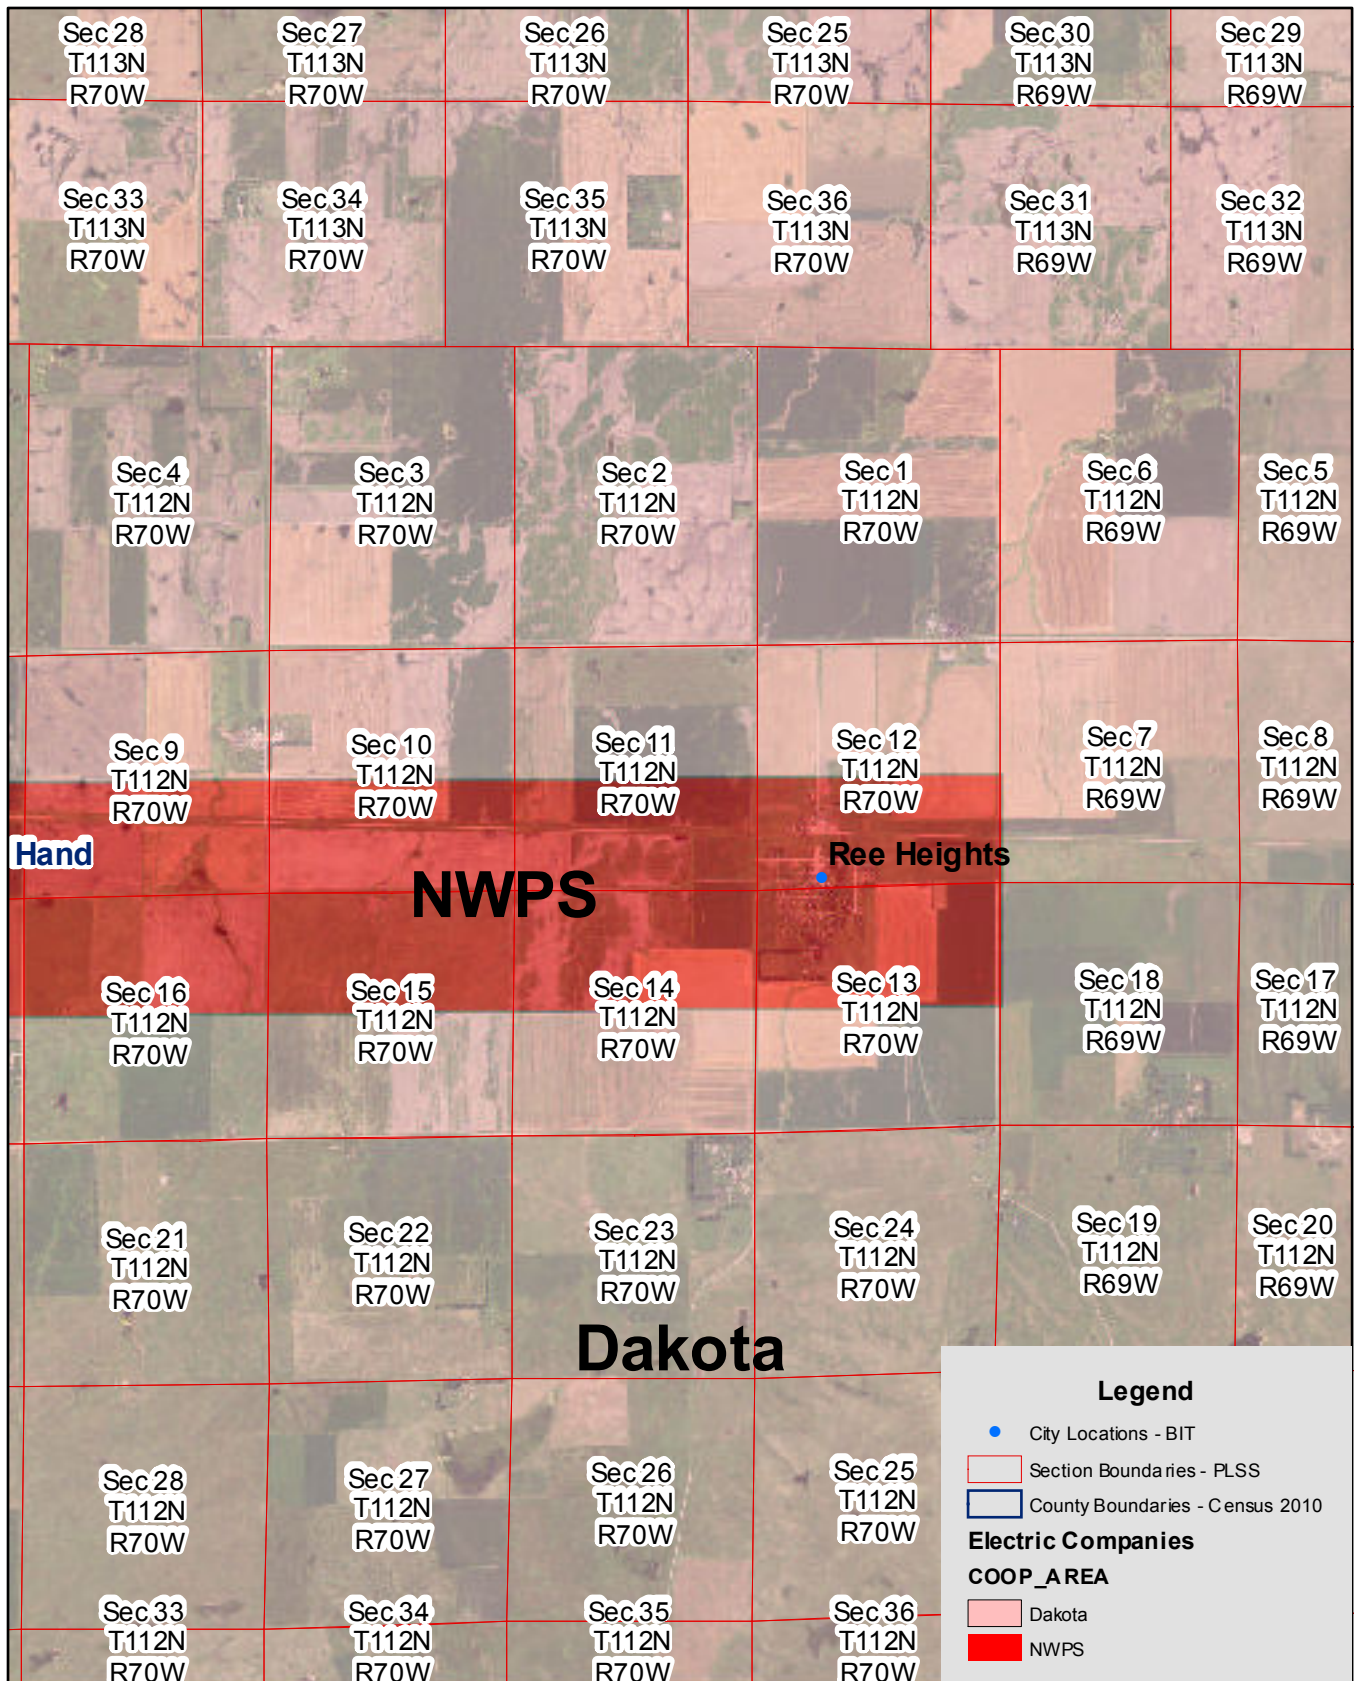 Sec 28
T113N
R70W
Sec 27
T113N
R70W
Sec 26
T113N
R70W
Sec 25
T113N
R70W
Sec 30
T113N
R69W
Sec 29
T113N
R69W
Sec 33
T113N
R70W
Sec 34
T113N
R70W
Sec 35
T113N
R70W
Sec 36
T113N
R70W
Sec 31
T113N
R69W
Sec 32
T113N
R69W
Sec 4
T112N
R70W
Sec 3
T112N
R70W
Sec 2
T112N
R70W
Sec 1
T112N
R70W
Sec 6
T112N
R69W
Sec 5
T112N
R69W
Sec 9
T112N
R70W
Sec 10
T112N
R70W
Sec 11
T112N
R70W
Sec 12
T112N
R70W
Sec 7
T112N
R69W
Sec 8
T112N
R69W
Hand
NWPS
Ree Heights
Sec 16
T112N
R70W
Sec 15
T112N
R70W
Sec 14
T112N
R70W
Sec 13
T112N
R70W
Sec 18
T112N
R69W
Sec 17
T112N
R69W
Sec 21
T112N
R70W
Sec 22
T112N
R70W
Sec 23
T112N
R70W
Sec 24
T112N
R70W
Sec 19
T112N
R69W
Sec 20
T112N
R69W
Dakota
Sec 28
T112N
R70W
Sec 27
T112N
R70W
Sec 26
T112N
R70W
Sec 25
T112N
R70W
Sec 33
T112N
R70W
Sec 34
T112N
R70W
Sec 35
T112N
R70W
Sec 36
T112N
R70W
Legend
City Locations - BIT
Section Boundaries - PLSS
County Boundaries - Census 2010
Electric Companies
COOP_AREA
Dakota
NWPS